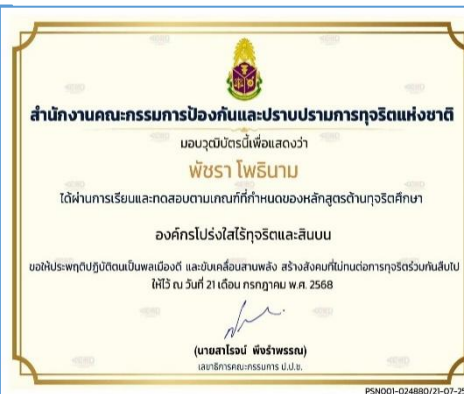 สำนักงานคณะกรรมการป้องกันและปราบปรามการทุจริตแห่งชาติ
มอบวุฒิบัตรนี้เพื่อแสดงว่า
พัชรา โพธินาม
ได้ผ่านการเรียนและทดสอบตามเกณฑ์ที่กำหนดของหลักสูตรต้านทุจริตศึกษา
องค์กรโปร่งใสไร้ทุจริตและสินบน
ขอให้ประพฤติปฏิบัติตนเป็นพลเมืองดี และขับเคลื่อนสานพลัง สร้างสังคมที่ไม่ทนต่อการทุจริตร่วมกันสืบไป
ให้ไว้ ณ วันที่ 21 เดือน กรกฎาคม พ.ศ. 2568
(นายสาโรจน์ พึงรำพรรณ)
เลขาธิการคณะกรรมการ ป.ป.ช.
PSN001-024880/21-07-25